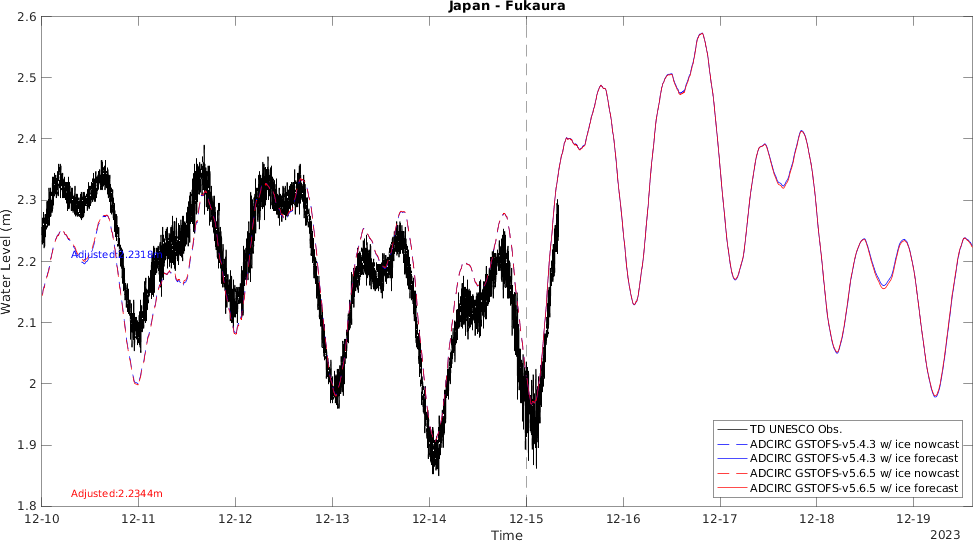 Japan - Fukaura
2.6
2.5
2.4
2.3
2.2
2.1
2
1.9
1.8
Water Level (m)
Adjusted:2.2318m
Adjusted:2.2344m
TD UNESCO Obs.
ADCIRC GSTOFS-v5.4.3 w/ ice nowcast
ADCIRC GSTOFS-v5.4.3 w/ ice forecast
ADCIRC GSTOFS-v5.6.5 w/ ice nowcast
ADCIRC GSTOFS-v5.6.5 w/ ice forecast
12-10 12-11 12-12 12-13 12-14 12-15 12-16 12-17 12-18 12-19
Time
2023